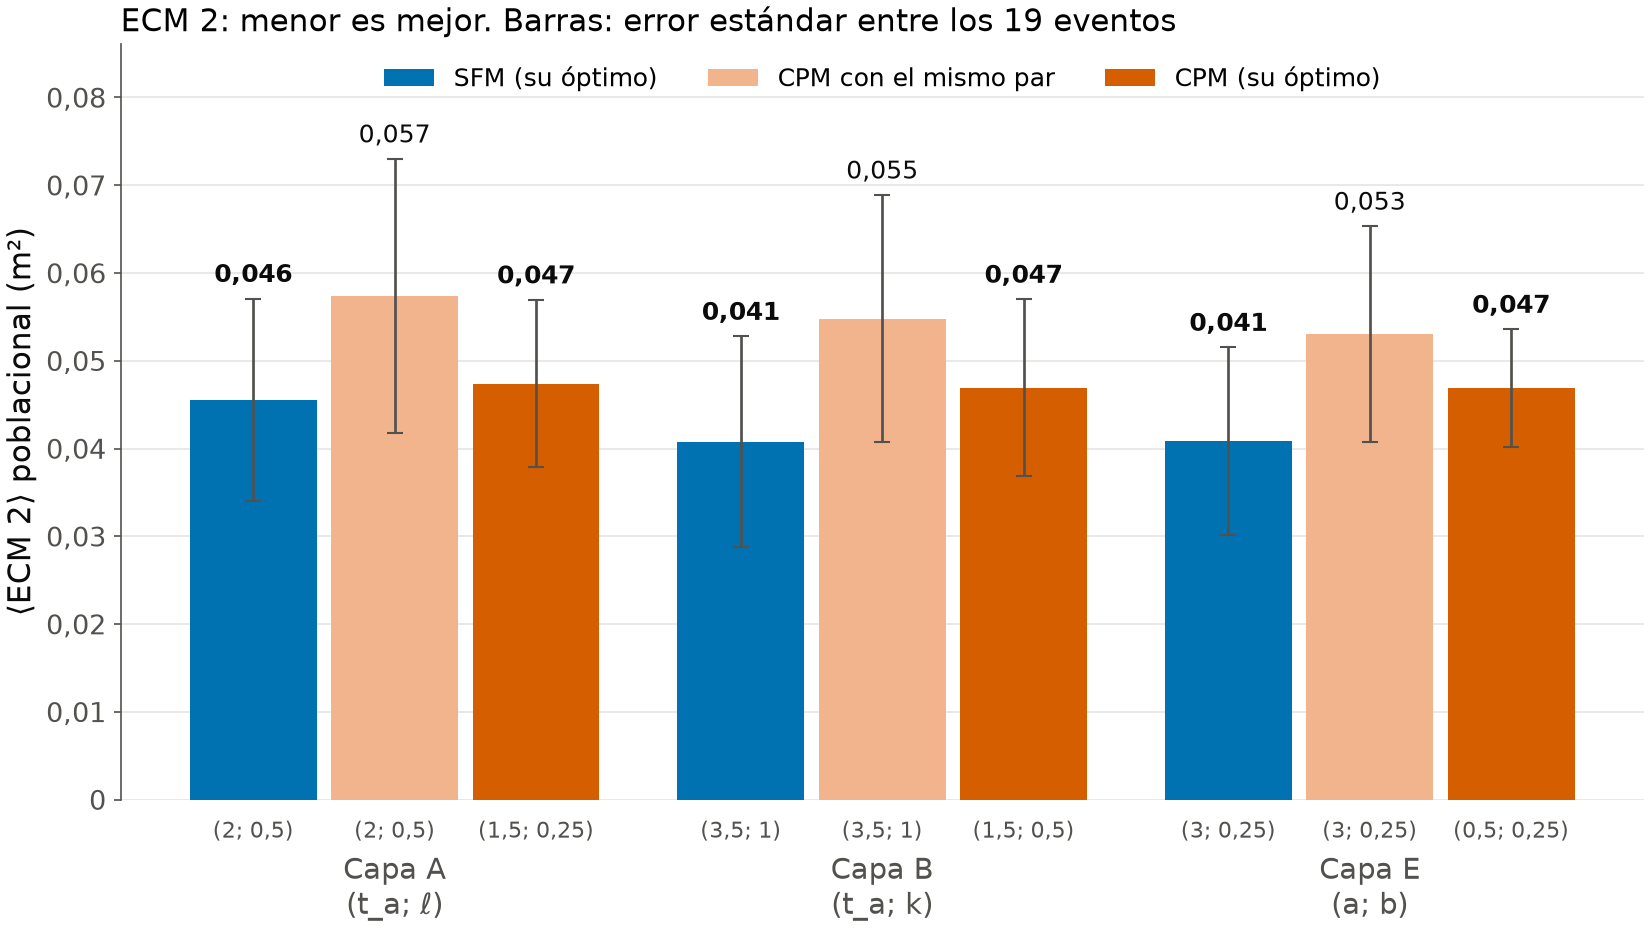 ECM 2: menor es mejor. Barras: error estándar entre los 19 eventos
SFM (su óptimo)
CPM con el mismo par
CPM (su óptimo)
⟨ECM 2⟩ poblacional (m²)
0,08
0,07
0,06
0,05
0,04
0,03
0,02
0,01
0
0,046
0,057
0,047
0,041
0,055
0,047
0,041
0,053
0,047
(2; 0,5)
(2; 0,5)
(1,5; 0,25)
(3,5; 1)
(3,5; 1)
(1,5; 0,5)
(3; 0,25)
(3; 0,25)
(0,5; 0,25)
Capa A
(t_a; ℓ)
Capa B
(t_a; k)
Capa E
(a; b)